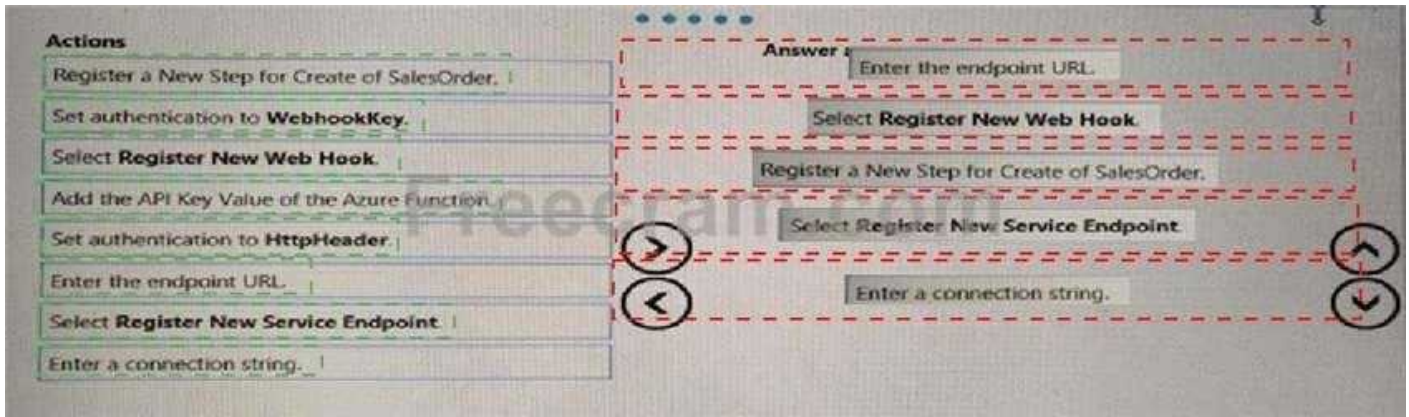 Actions
Register a New Step for Create of SalesOrder.
Set authentication to WebhookKey.
Select Register New Web Hook.
Add the API Key Value of the Azure Function
Set authentication to HttpHeader.
Enter the endpoint URL.
Select Register New Service Endpoint
Enter a connection string.
Answer a
Enter the endpoint URL.
Select Register New Web Hook.
Register a New Step for Create of SalesOrder.
Select Register New Service Endpoint
Enter a connection string.
Freecram.com